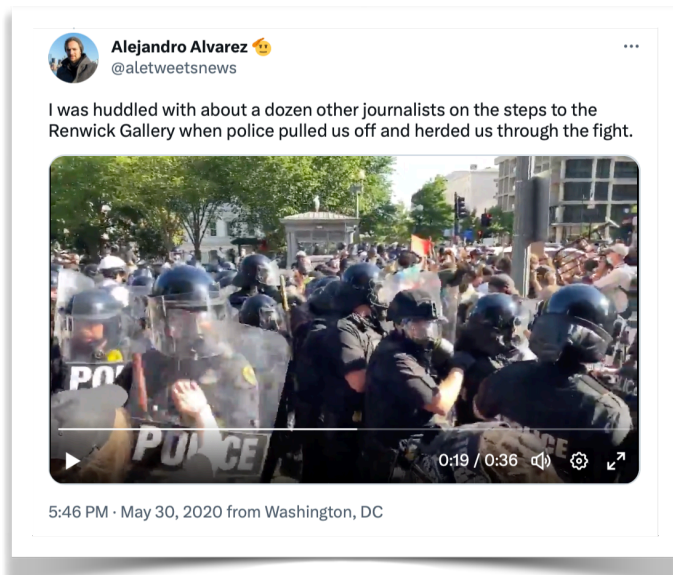 Alejandro Alvarez
@aletweetsnews
I was huddled with about a dozen other journalists on the steps to the
Renwick Gallery when police pulled us off and herded us through the fight.
POLICE
0:19 / 0:36
5:46 PM · May 30, 2020 from Washington, DC